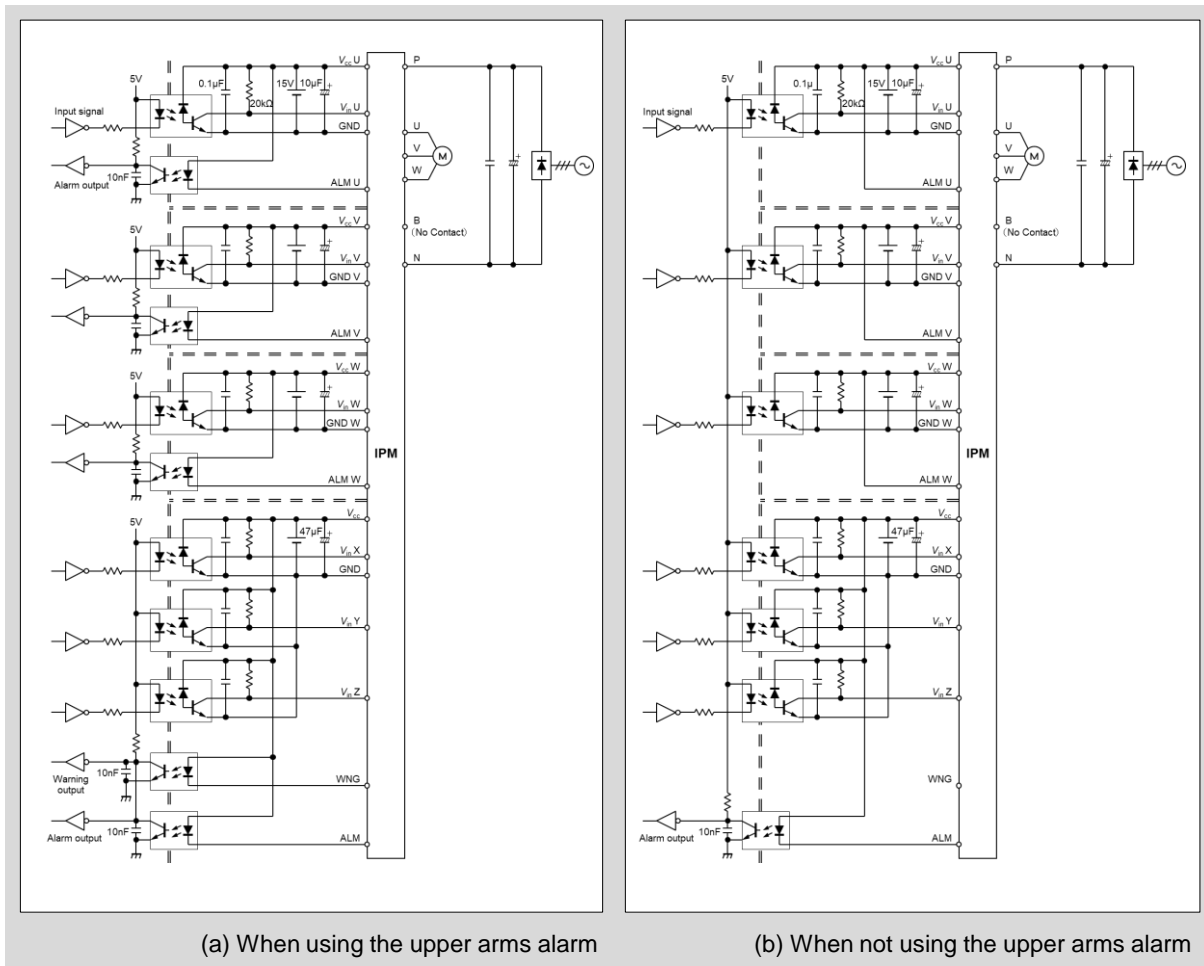 5V
Input signal
Alarm output
10nF
0.1μF
20kΩ
15V
10μF
Vcc U
Vin U
GND
ALM U
P
U
V
W
M
B
(No Contact)
N
5V
Vcc V
Vin V
GND V
ALM V
5V
Vcc W
Vin W
GND W
IPM
ALM W
5V
Vcc
47μF
Vin X
GND
Vin Y
Vin Z
Warning output
10nF
WNG
Alarm output
10nF
ALM
(a) When using the upper arms alarm
5V
Input signal
0.1μ
20kΩ
15V
10μF
Vcc U
Vin U
GND
ALM U
P
U
V
W
M
B
(No Contact)
N
Vcc V
Vin V
GND V
ALM V
Vcc W
Vin W
GND W
IPM
ALM W
Vcc
47μF
Vin X
GND
Vin Y
Vin Z
WNG
Alarm output
10nF
ALM
(b) When not using the upper arms alarm